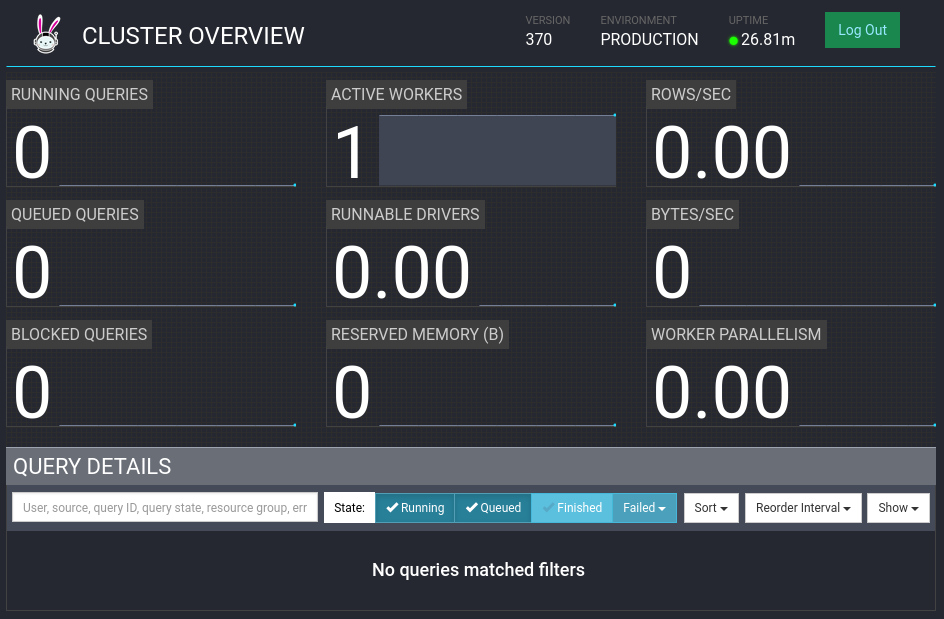 CLUSTER OVERVIEW
VERSION
370
ENVIRONMENT
PRODUCTION
UPTIME
26.81m
Log Out
RUNNING QUERIES
0
ACTIVE WORKERS
1
ROWS/SEC
0.00
QUEUED QUERIES
0
RUNNABLE DRIVERS
0.00
BYTES/SEC
0
BLOCKED QUERIES
0
RESERVED MEMORY (B)
0
WORKER PARALLELISM
0.00
QUERY DETAILS
User, source, query ID, query state, resource group, err
State:
Running
Queued
Finished
Failed
Sort
Reorder Interval
Show
No queries matched filters